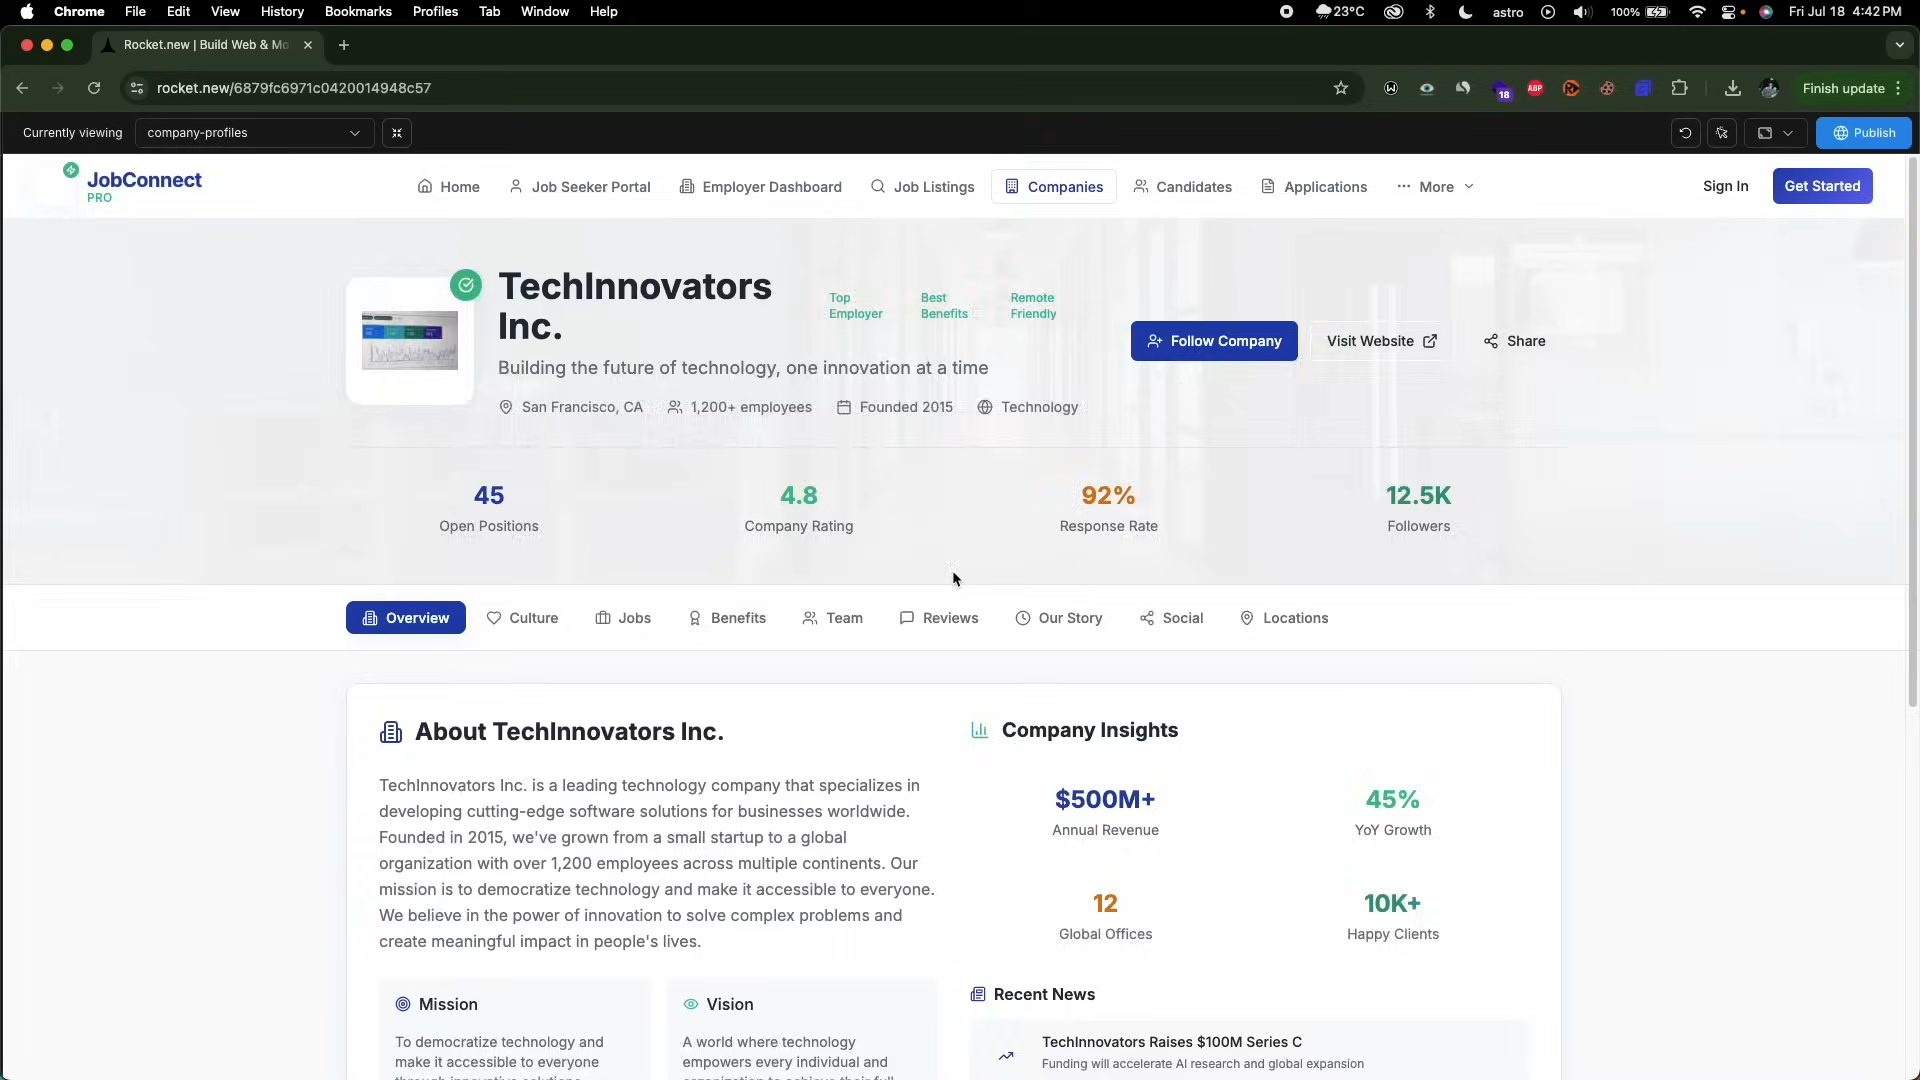 Chrome File Edit View History Bookmarks Profiles Tab Window Help 23°C astro 100% Fri Jul 18 4:42 PM
Rocket.new | Build Web & Mo
rocket.new/6879fc6971c0420014948c57 18 ABP Finish update
Currently viewing company-profiles Publish
JobConnect
PRO
Home Job Seeker Portal Employer Dashboard Job Listings Companies Candidates Applications More Sign In Get Started
TechInnovators
Inc.
Top
Employer
Best
Benefits
Remote
Friendly
Building the future of technology, one innovation at a time
San Francisco, CA 1,200+ employees Founded 2015 Technology
Follow Company Visit Website Share
45 4.8 92% 12.5K
Open Positions Company Rating Response Rate Followers
Overview Culture Jobs Benefits Team Reviews Our Story Social Locations
About TechInnovators Inc.
TechInnovators Inc. is a leading technology company that specializes in
developing cutting-edge software solutions for businesses worldwide.
Founded in 2015, we've grown from a small startup to a global
organization with over 1,200 employees across multiple continents. Our
mission is to democratize technology and make it accessible to everyone.
We believe in the power of innovation to solve complex problems and
create meaningful impact in people's lives.
Mission
To democratize technology and
make it accessible to everyone
Vision
A world where technology
empowers every individual and
Company Insights
$500M+ 45%
Annual Revenue YoY Growth
12 10K+
Global Offices Happy Clients
Recent News
TechInnovators Raises $100M Series C
Funding will accelerate AI research and global expansion